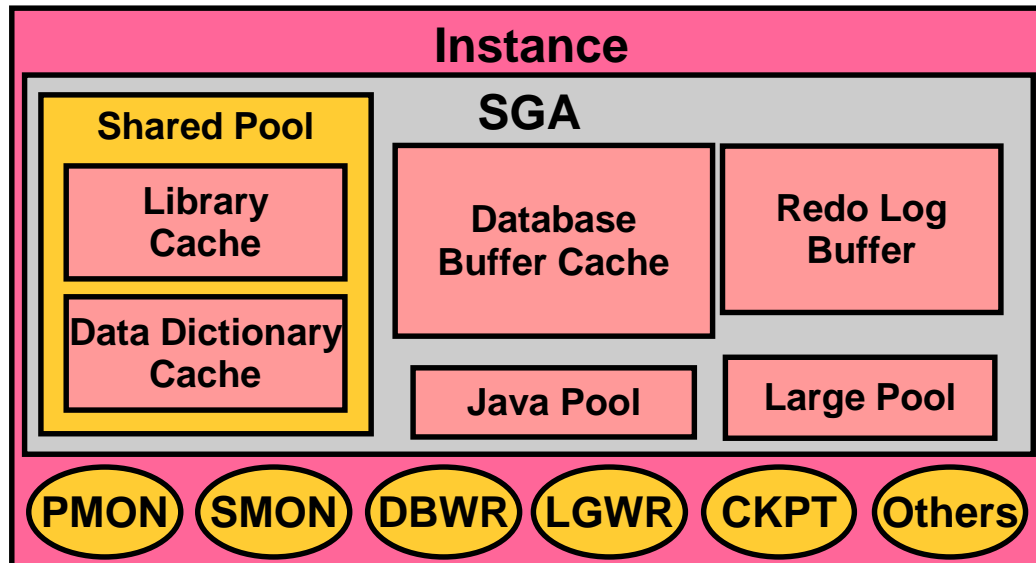 Instance
SGA
Shared Pool
Library
Cache
Data Dictionary
Cache
Database
Buffer Cache
Redo Log
Buffer
Java Pool
Large Pool
PMON
SMON
DBWR
LGWR
CKPT
Others